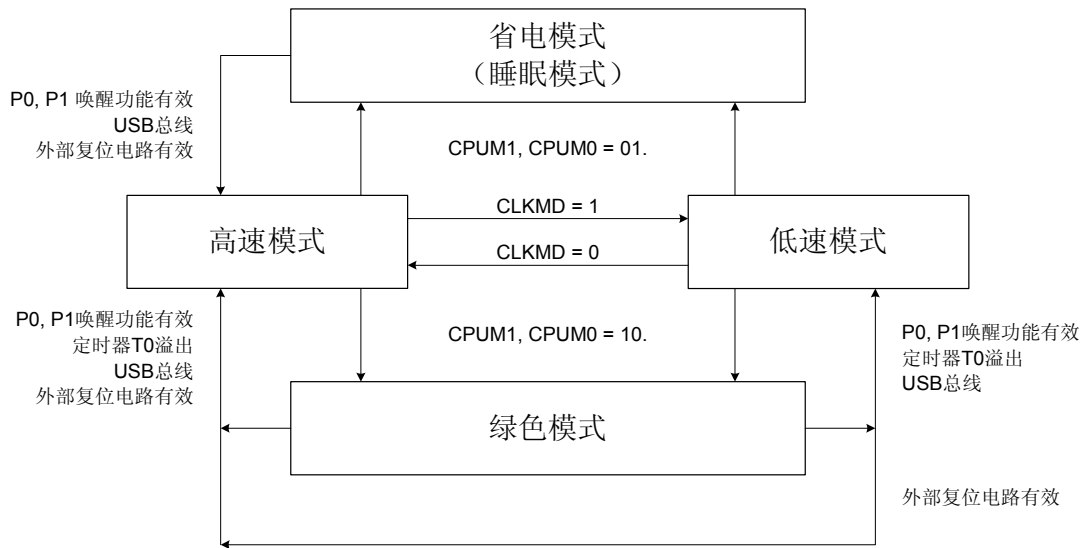 省电模式
(睡眠模式)
P0, P1 唤醒功能有效
USB总线
外部复位电路有效
CPUM1, CPUM0 = 01.
高速模式
CLKMD = 1
CLKMD = 0
低速模式
P0, P1唤醒功能有效
定时器T0溢出
USB总线
外部复位电路有效
CPUM1, CPUM0 = 10.
P0, P1唤醒功能有效
定时器T0溢出
USB总线
绿色模式
外部复位电路有效